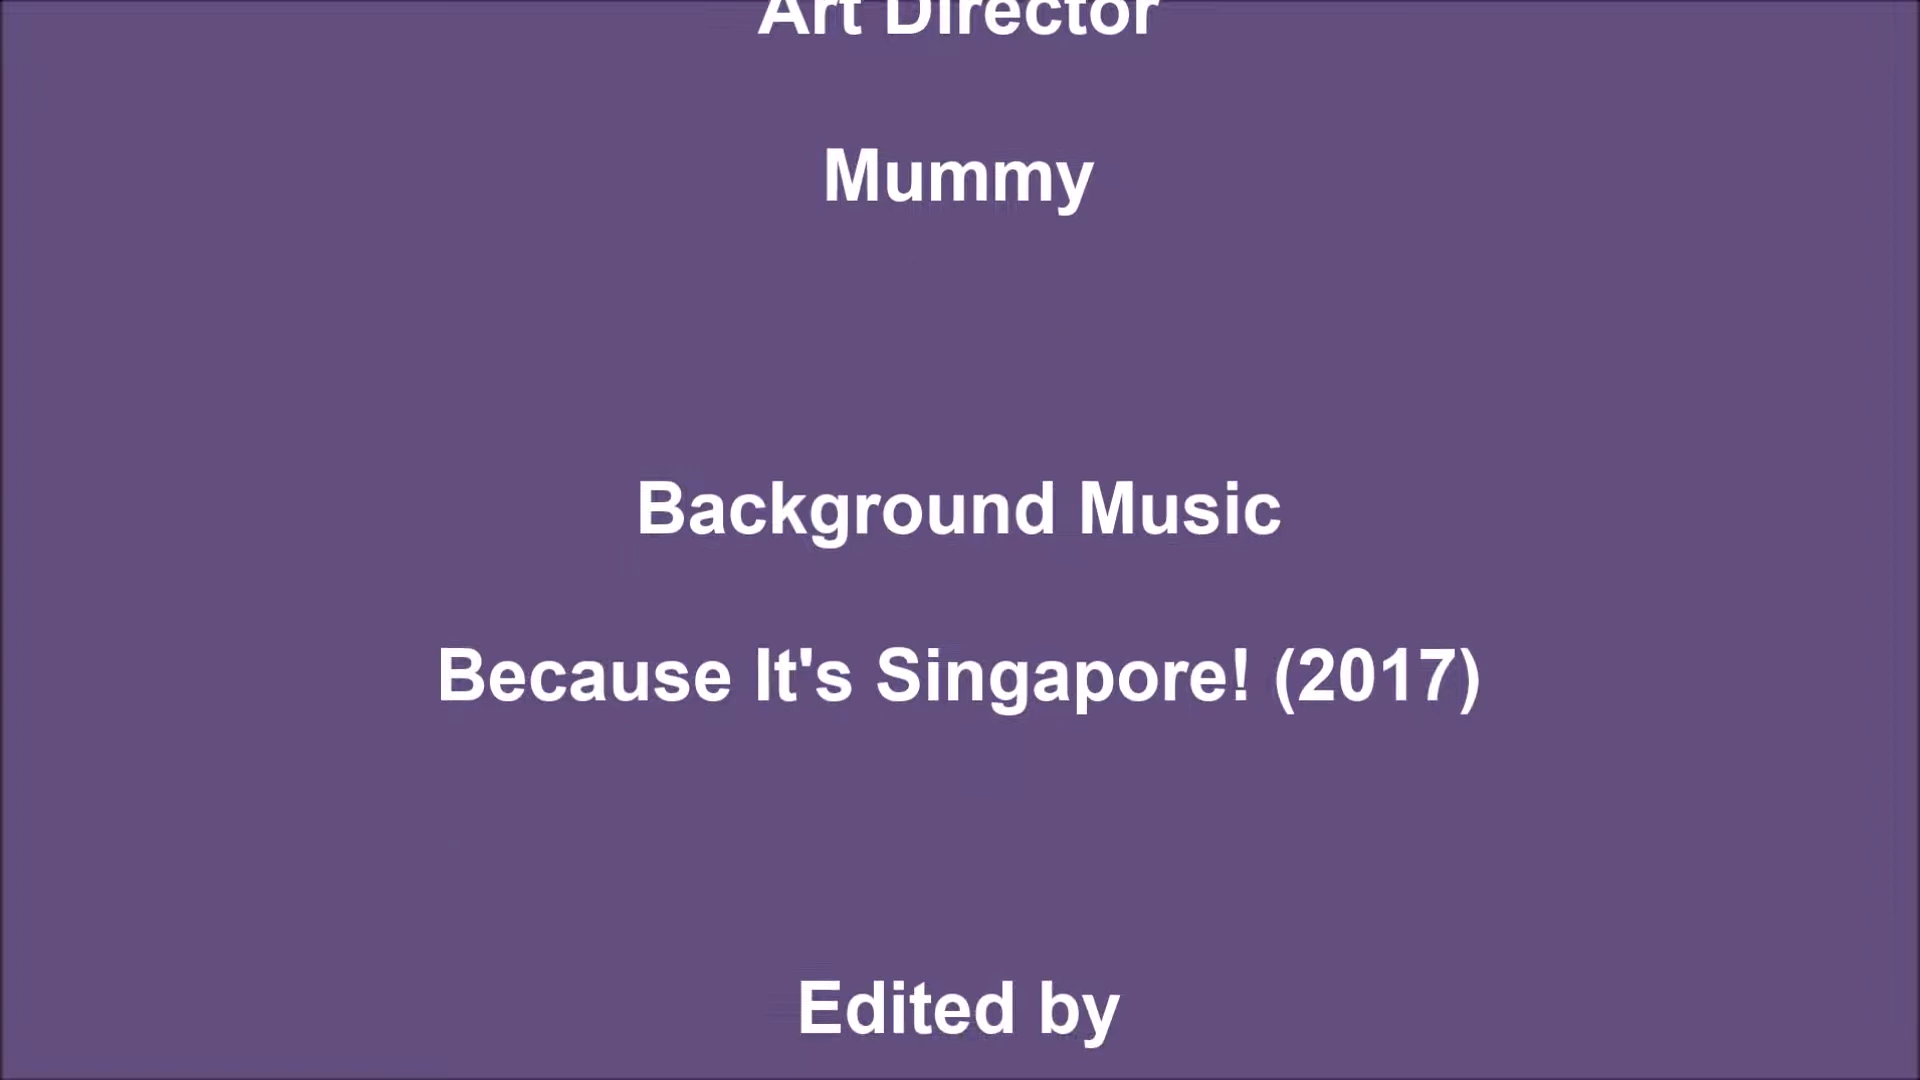 Art Director
Mummy
Background Music
Because It's Singapore! (2017)
Edited by